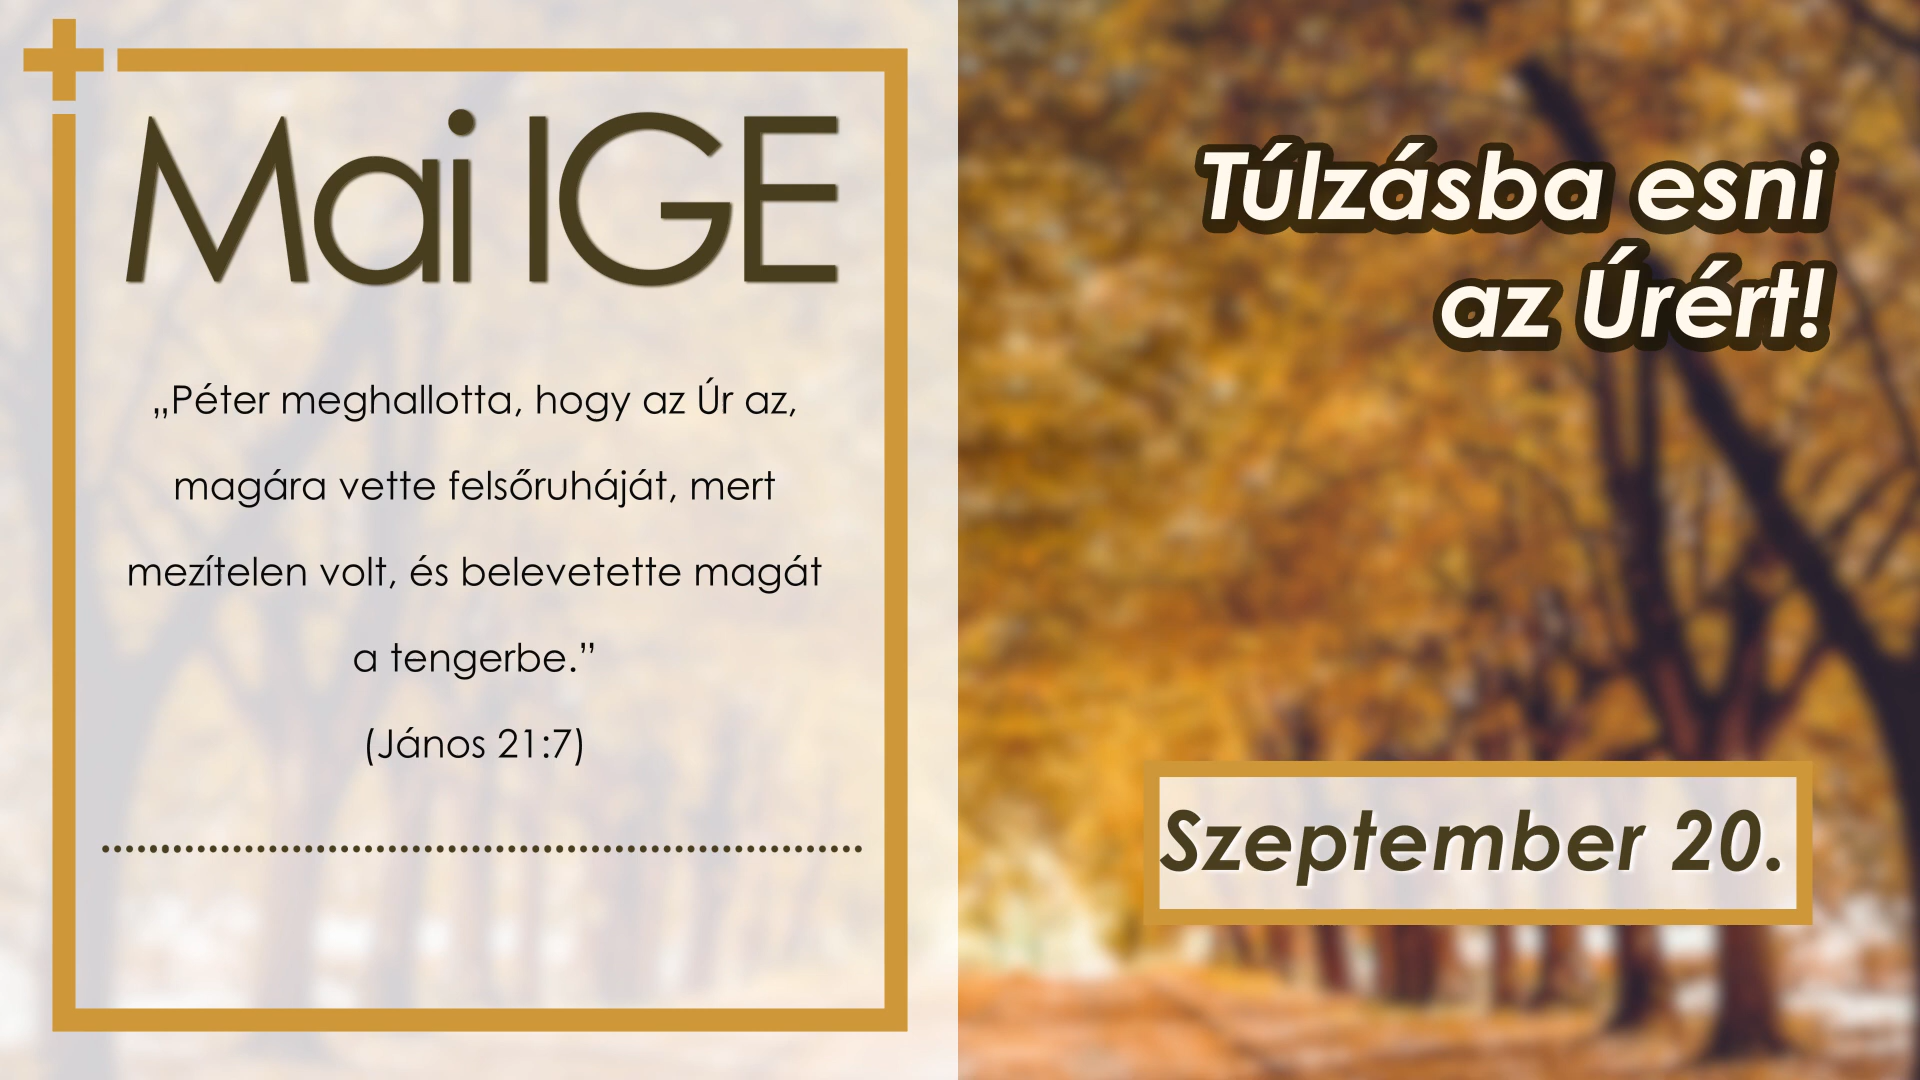 Mai IGE
„Péter meghallotta, hogy az Úr az,
magára vette felsőruháját, mert
mezítelen volt, és belevetette magát
a tengerbe.”
(János 21:7)
Túlzásba esni
az Úrért!
Szeptember 20.